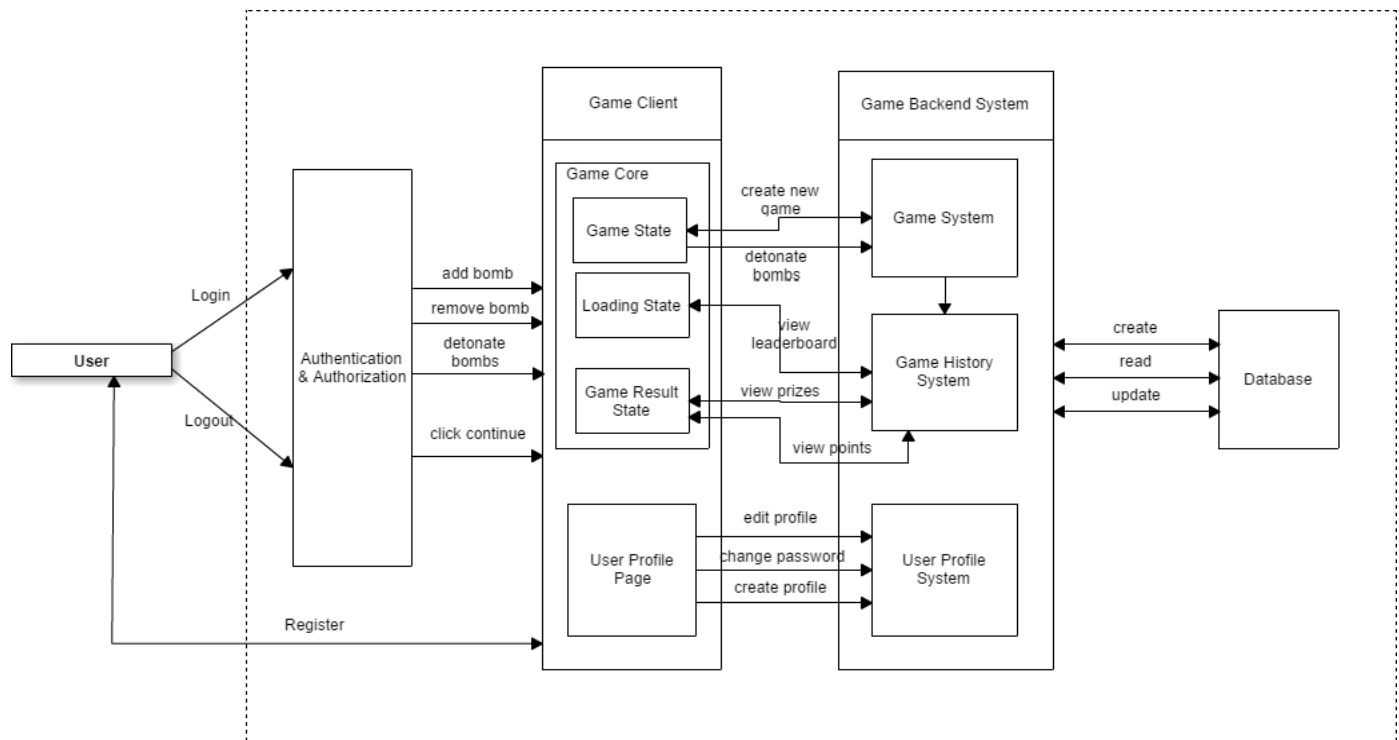 Game Client
Game Backend System
Game Core
create new
game
Game State
Game System
detonate
bombs
add bomb
Login
Loading State
remove bomb
view
leaderboard
create
detonate
bombs
User
Authentication
& Authorization
Game History
System
read
Database
Game Result
State
view prizes
update
Logout
click continue
view points
edit profile
User Profile
Page
change password
User Profile
System
create profile
Register